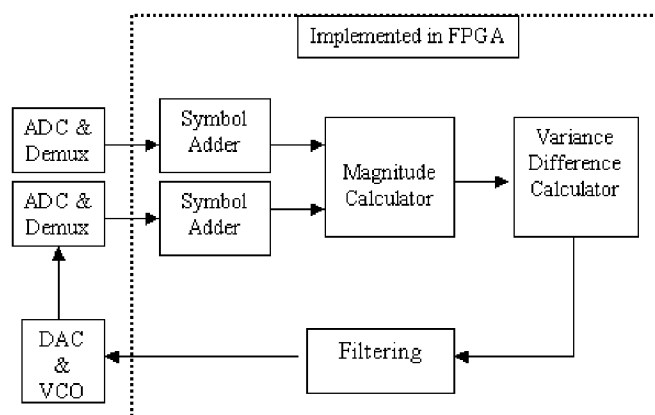 Implemented in FPGA
ADC &
Demux
Symbol
Adder
ADC &
Demux
Symbol
Adder
Magnitude
Calculator
Variance
Difference
Calculator
DAC
&
VCO
Filtering